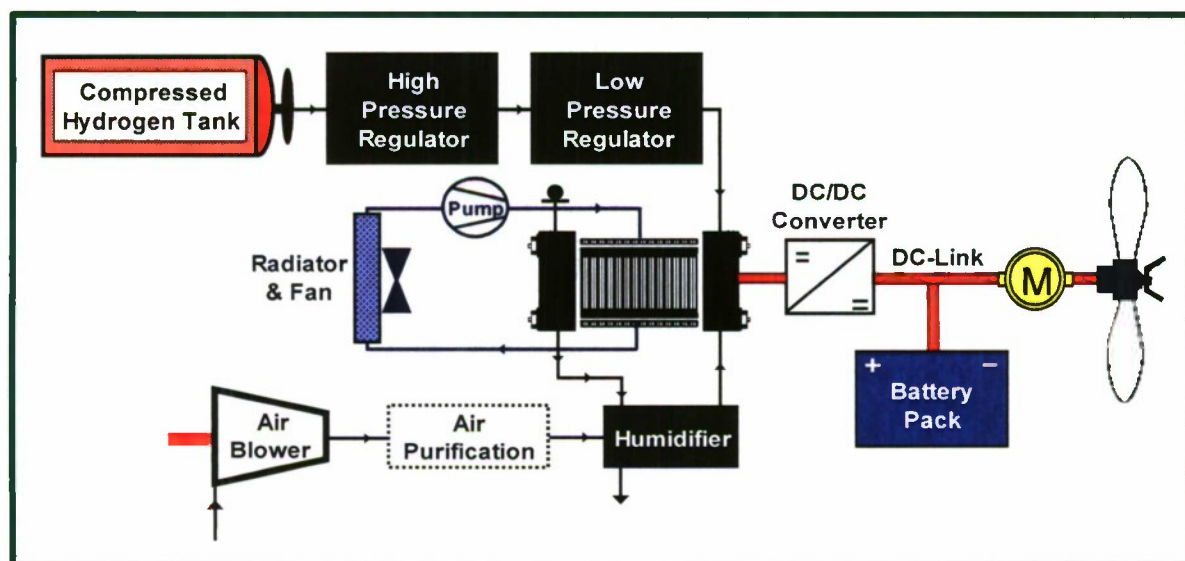 Compressed
Hydrogen Tank
High
Pressure
Regulator
Low
Pressure
Regulator
Pump
Radiator
& Fan
DC/DC
Converter
=
=
DC-Link
M
+ −
Battery
Pack
Air
Blower
Air
Purification
Humidifier